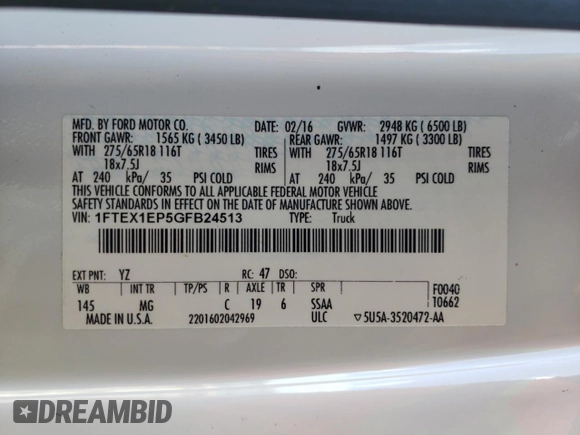 MFD. BY FORD MOTOR CO. DATE: 02/16 GVWR: 2948 KG ( 6500 LB)
FRONT GAWR: 1565 KG ( 3450 LB) REAR GAWR: 1497 KG ( 3300 LB)
WITH 275/65R18 116T TIRES WITH 275/65R18 116T TIRES
18x7.5J RIMS 18x7.5J RIMS
AT 240 kPa/ 35 PSI COLD AT 240 kPa/ 35 PSI COLD
THIS VEHICLE CONFORMS TO ALL APPLICABLE FEDERAL MOTOR VEHICLE
SAFETY STANDARDS IN EFFECT ON THE DATE OF MANUFACTURE SHOWN ABOVE.
VIN: 1FTEX1EP5GFB24513 TYPE: Truck
EXT PNT: YZ RC: 47 DSO:
WB INT TR TP/PS R AXLE TR SPR F0040
145 MG C 19 6 SSAA 10662
MADE IN U.S.A. 2201602042969 ULC ▽5U5A-3520472-AA
DREAMBID